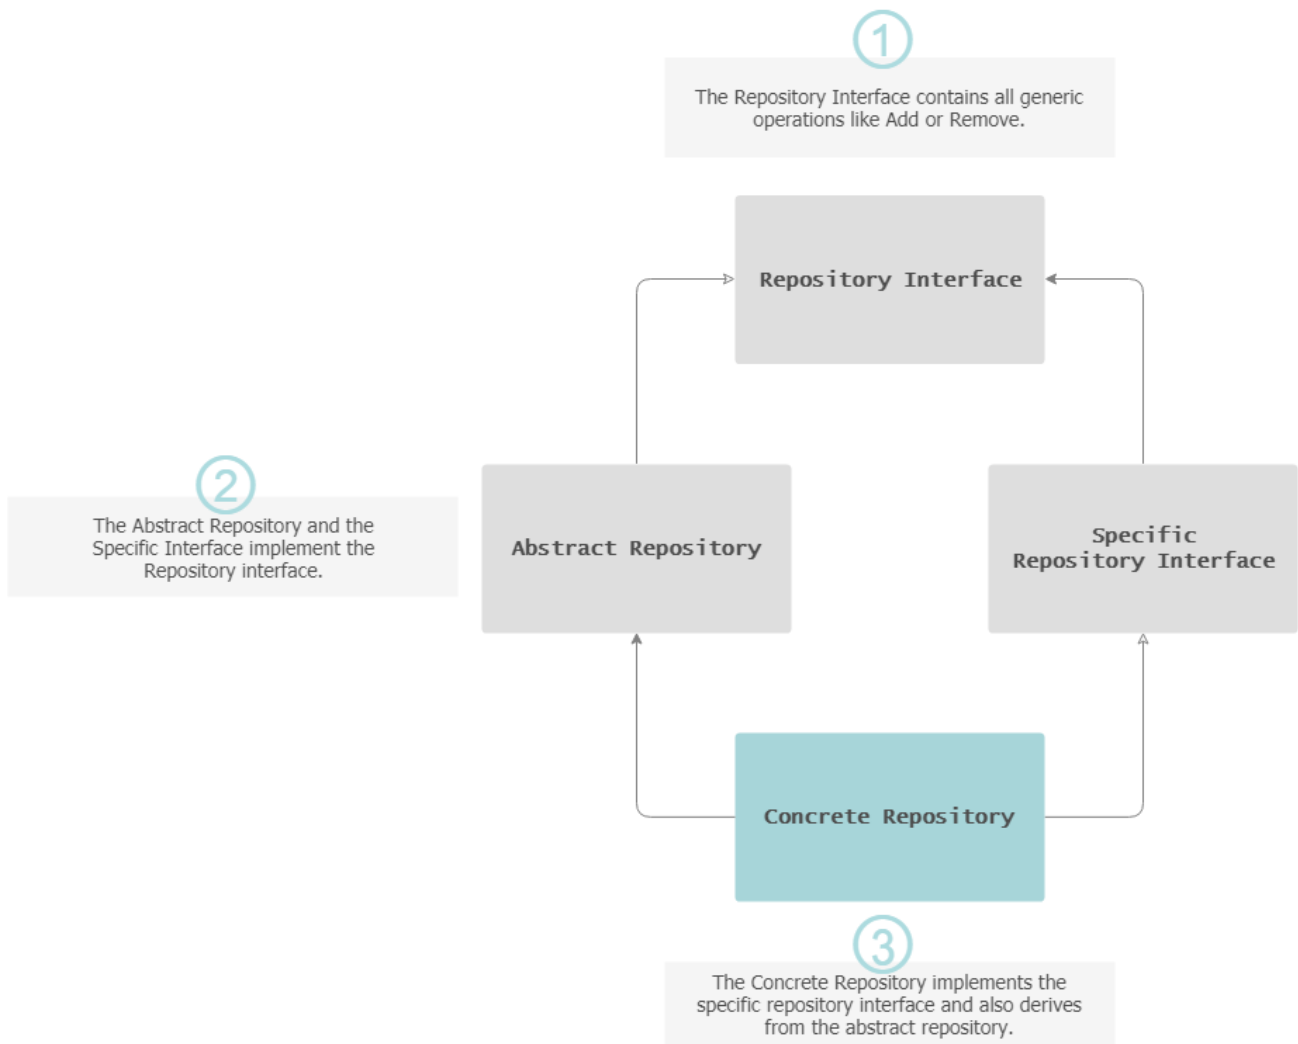 1
The Repository Interface contains all generic
operations like Add or Remove.
Repository Interface
2
The Abstract Repository and the
Specific Interface implement the
Repository interface.
Abstract Repository
Specific
Repository Interface
Concrete Repository
3
The Concrete Repository implements the
specific repository interface and also derives
from the abstract repository.